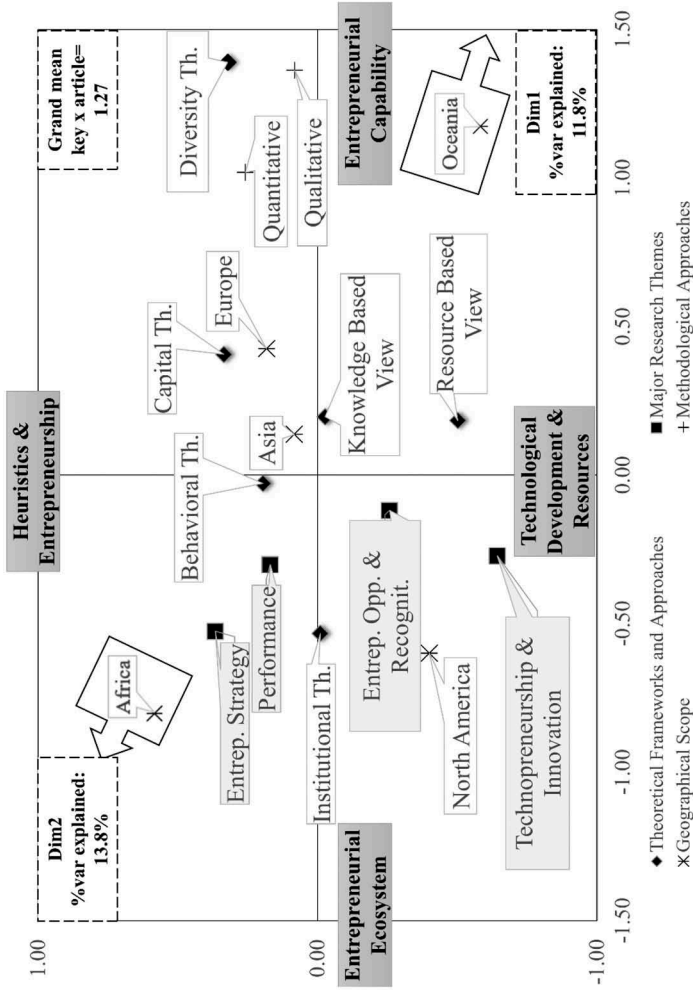 1.00
0.00
-1.00
-1.50
-1.00
-0.50
0.00
0.50
1.00
1.50
Dim2
%var explained:
13.8%
Heuristics &
Entrepreneurship
Grand mean
key x article=
1.27
Africa
Entrep. Strategy
Performance
Behavioral Th.
Capital Th.
Europe
Asia
Diversity Th.
Quantitative
Qualitative
Institutional Th.
Entrepreneurial
Ecosystem
Entrepreneurial
Capability
Entrep. Opp. &
Recognit.
Knowledge Based
View
North America
Resource Based
View
Oceania
Technopreneurship &
Innovation
Technological
Development &
Resources
Dim1
%var explained:
11.8%
Theoretical Frameworks and Approaches
Major Research Themes
Geographical Scope
Methodological Approaches